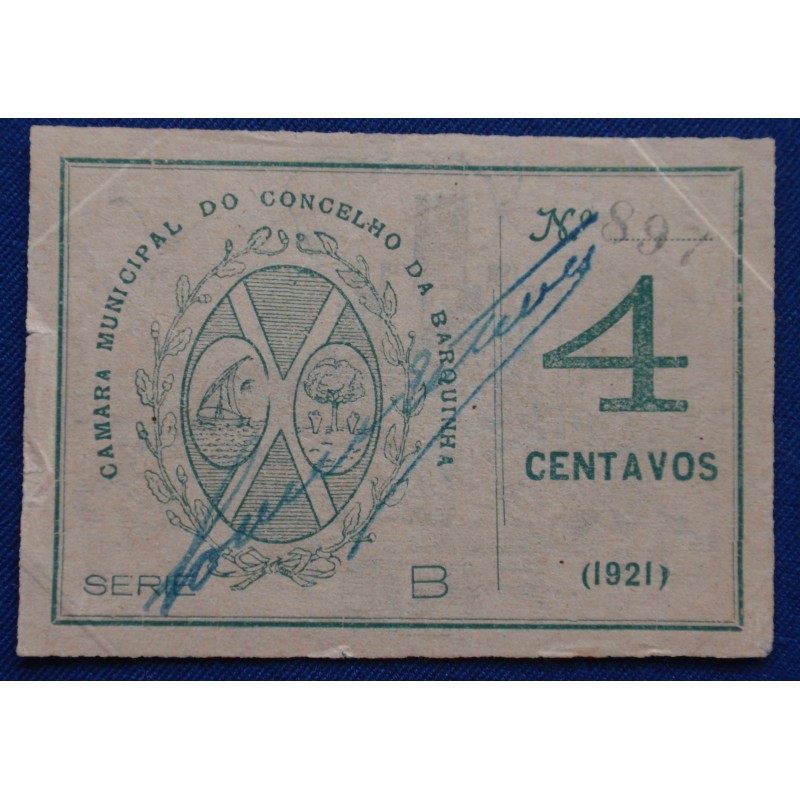 CAMARA MUNICIPAL DO CONCELHO DA BARQUINHA
SERIE B
Nº 897
4
CENTAVOS
(1921)